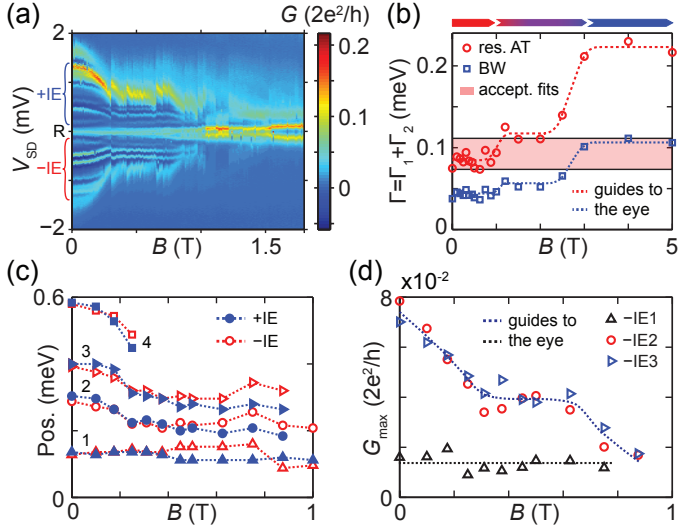 (a)
G (2e²/h)
2
+IE
R
−IE
−2
V_SD (mV)
0
1
B (T)
0.2
0.1
0
(b)
res. AT
BW
accept. fits
guides to
the eye
0.2
0.1
0
Γ=Γ₁+Γ₂ (meV)
0
B (T)
5
(c)
0.6
0
Pos. (meV)
+IE
−IE
4
3
2
1
0
B (T)
1
(d)
x10⁻²
8
0
G_max (2e²/h)
guides to
the eye
−IE1
−IE2
−IE3
0
B (T)
1